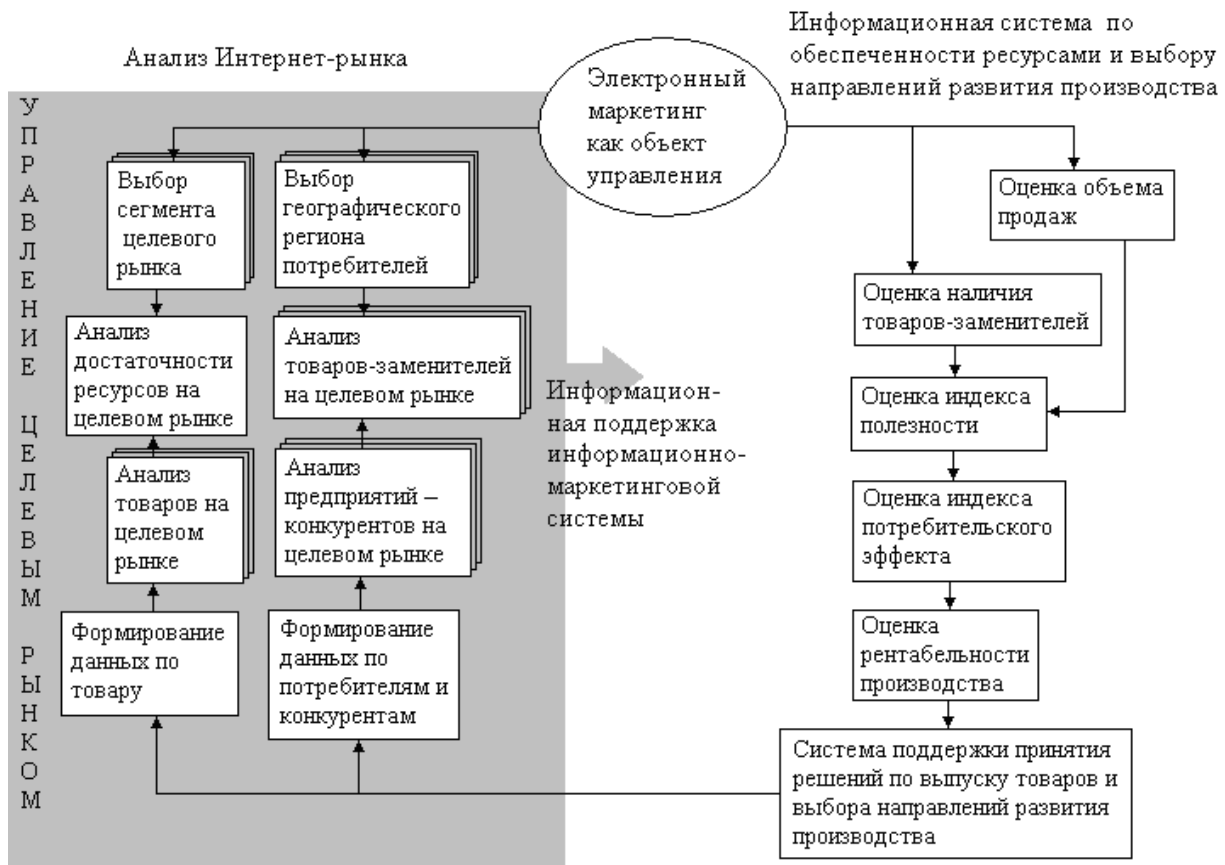 Анализ Интернет-рынка
Информационная система по
обеспеченности ресурсами и выбору
направлений развития производства
Электронный
маркетинг
как объект
управления
УПРАВЛЕНИЕ ЦЕЛЕВЫМ РЫНКОМ
Выбор
сегмента
целевого
рынка
Выбор
географического
региона
потребителей
Анализ
достаточности
ресурсов на
целевом рынке
Анализ
товаров-заменителей
на целевом рынке
Анализ
товаров на
целевом
рынке
Анализ
предприятий –
конкурентов на
целевом рынке
Формирование
данных по
товару
Формирование
данных по
потребителям и
конкурентам
Информацион-
ная поддержка
информационно-
маркетинговой
системы
Оценка объема
продаж
Оценка наличия
товаров-заменителей
Оценка индекса
полезности
Оценка индекса
потребительского
эффекта
Оценка
рентабельности
производства
Система поддержки принятия
решений по выпуску товаров и
выбора направлений развития
производства